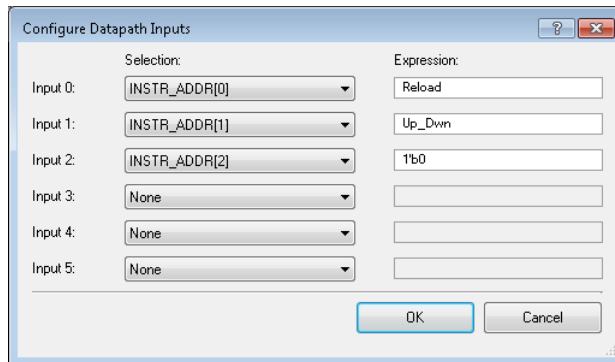 Configure Datapath Inputs
Selection: Expression:
Input 0: INSTR_ADDR[0] Reload
Input 1: INSTR_ADDR[1] Up_Dwn
Input 2: INSTR_ADDR[2] 1'b0
Input 3: None
Input 4: None
Input 5: None
OK Cancel